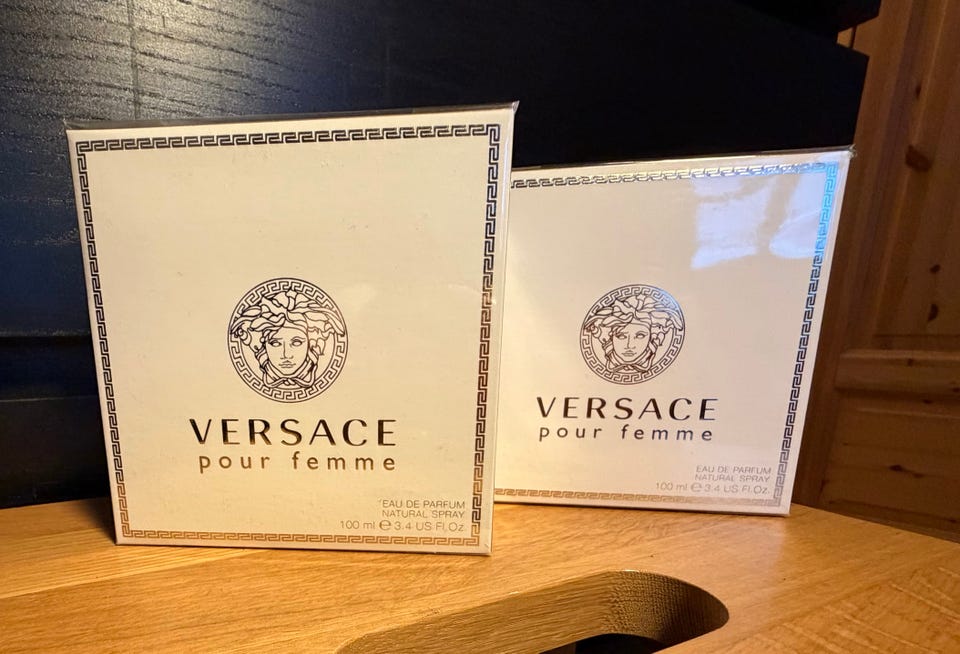 VERSACE
pour femme
EAU DE PARFUM
NATURAL SPRAY
100 ml ℮ 3.4 US Fl.Oz.
VERSACE
pour femme
EAU DE PARFUM
NATURAL SPRAY
100 ml ℮ 3.4 US Fl.Oz.